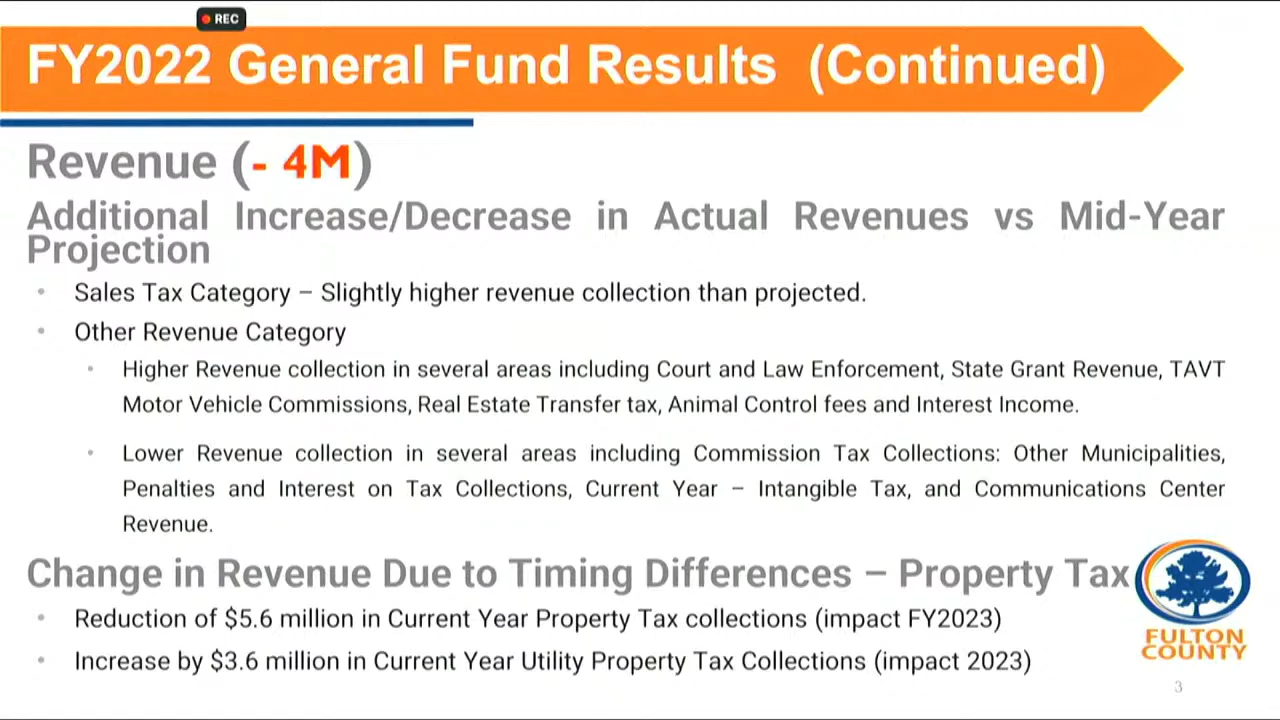 REC
FY2022 General Fund Results (Continued)
Revenue (- 4M)
Additional Increase/Decrease in Actual Revenues vs Mid-Year
Projection
• Sales Tax Category – Slightly higher revenue collection than projected.
• Other Revenue Category
• Higher Revenue collection in several areas including Court and Law Enforcement, State Grant Revenue, TAVT
Motor Vehicle Commissions, Real Estate Transfer tax, Animal Control fees and Interest Income.
• Lower Revenue collection in several areas including Commission Tax Collections: Other Municipalities,
Penalties and Interest on Tax Collections, Current Year – Intangible Tax, and Communications Center
Revenue.
Change in Revenue Due to Timing Differences – Property Tax
• Reduction of $5.6 million in Current Year Property Tax collections (impact FY2023)
• Increase by $3.6 million in Current Year Utility Property Tax Collections (impact 2023)
FULTON
COUNTY
3